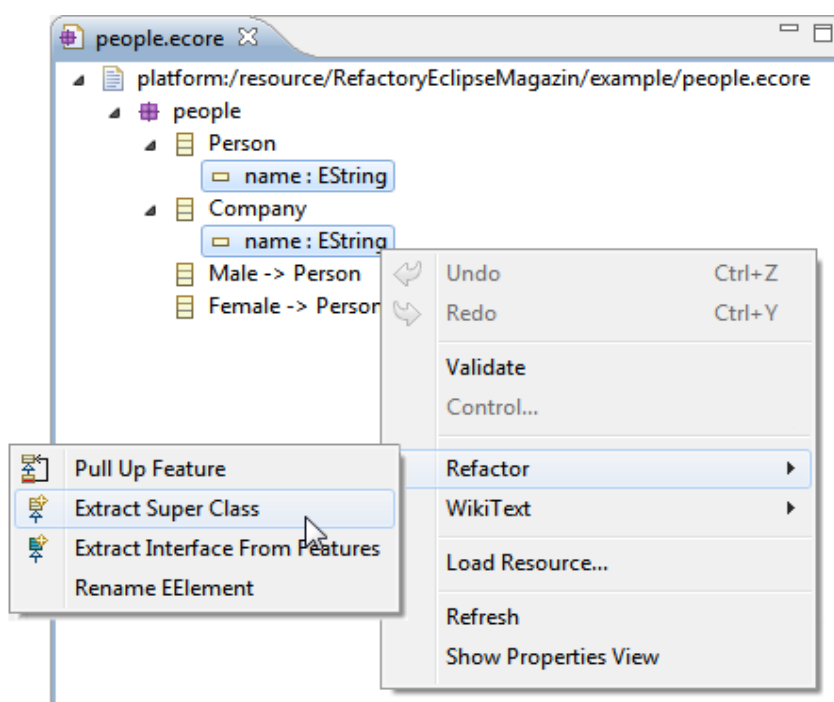 people.ecore
platform:/resource/RefactoryEclipseMagazin/example/people.ecore
people
Person
name : EString
Company
name : EString
Male -> Person
Female -> Person
Undo Ctrl+Z
Redo Ctrl+Y
Validate
Control...
Refactor
WikiText
Load Resource...
Refresh
Show Properties View
Pull Up Feature
Extract Super Class
Extract Interface From Features
Rename EElement